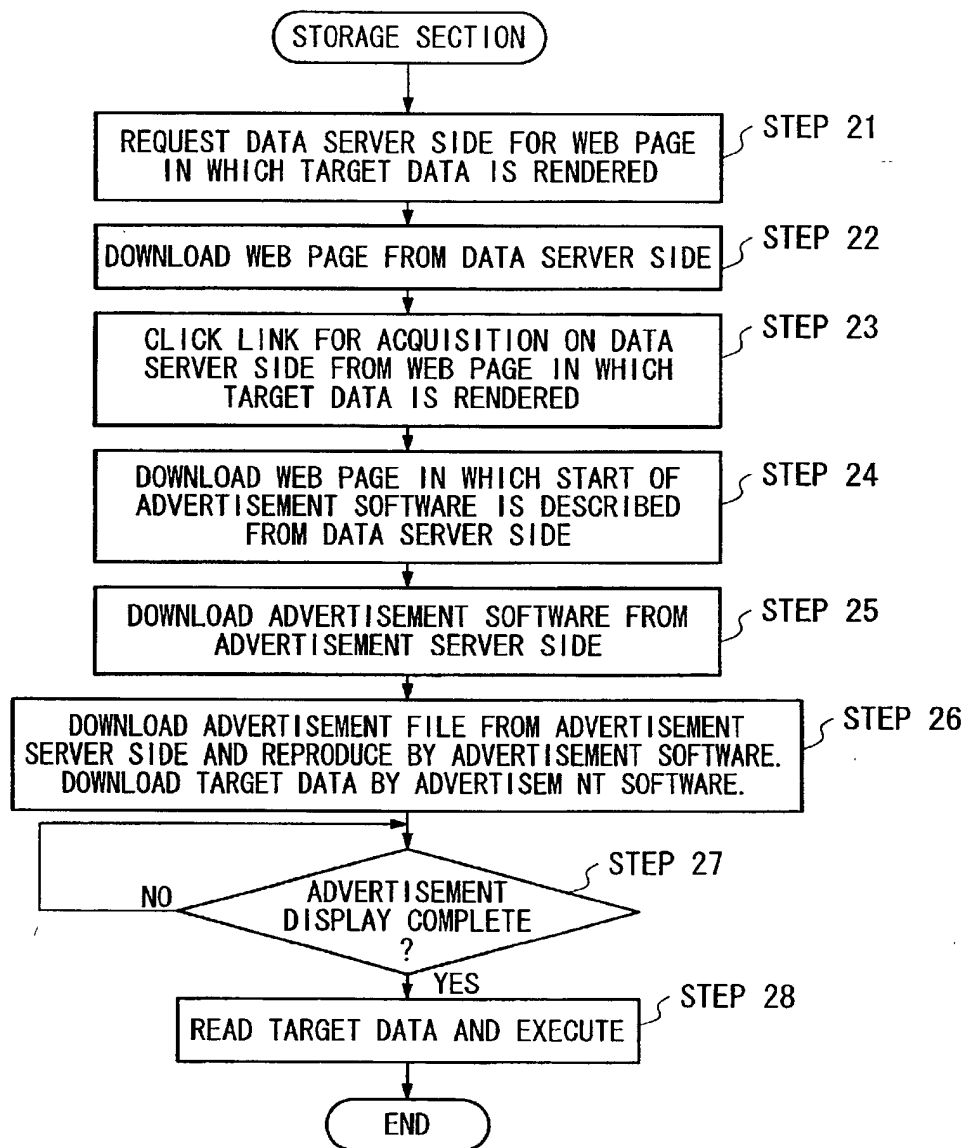 STORAGE SECTION
REQUEST DATA SERVER SIDE FOR WEB PAGE
IN WHICH TARGET DATA IS RENDERED
STEP 21
DOWNLOAD WEB PAGE FROM DATA SERVER SIDE
STEP 22
CLICK LINK FOR ACQUISITION ON DATA
SERVER SIDE FROM WEB PAGE IN WHICH
TARGET DATA IS RENDERED
STEP 23
DOWNLOAD WEB PAGE IN WHICH START OF
ADVERTISEMENT SOFTWARE IS DESCRIBED
FROM DATA SERVER SIDE
STEP 24
DOWNLOAD ADVERTISEMENT SOFTWARE FROM
ADVERTISEMENT SERVER SIDE
STEP 25
DOWNLOAD ADVERTISEMENT FILE FROM ADVERTISEMENT
SERVER SIDE AND REPRODUCE BY ADVERTISEMENT SOFTWARE.
DOWNLOAD TARGET DATA BY ADVERTISEM NT SOFTWARE.
STEP 26
ADVERTISEMENT
DISPLAY COMPLETE
?
STEP 27
NO
YES
READ TARGET DATA AND EXECUTE
STEP 28
END